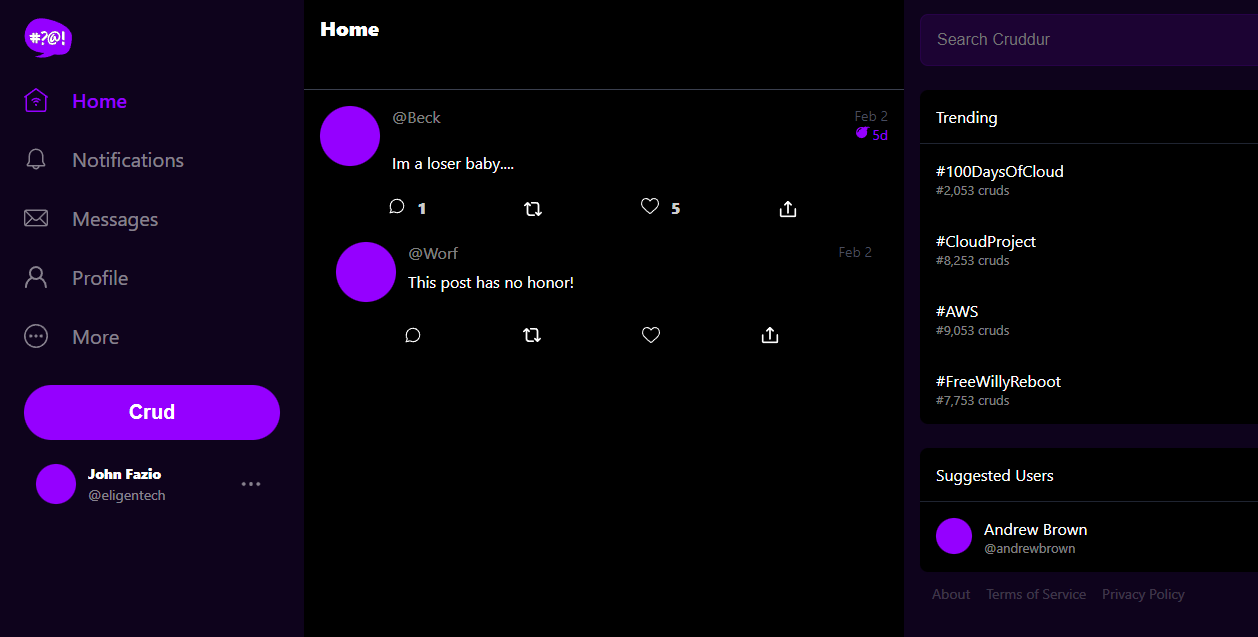 #?@!
Home
Notifications
Messages
Profile
More
Crud
John Fazio
@eligentech
Home
@Beck
Feb 2
5d
Im a loser baby....
1
5
@Worf
Feb 2
This post has no honor!
Search Cruddur
Trending
#100DaysOfCloud
#2,053 cruds
#CloudProject
#8,253 cruds
#AWS
#9,053 cruds
#FreeWillyReboot
#7,753 cruds
Suggested Users
Andrew Brown
@andrewbrown
About Terms of Service Privacy Policy